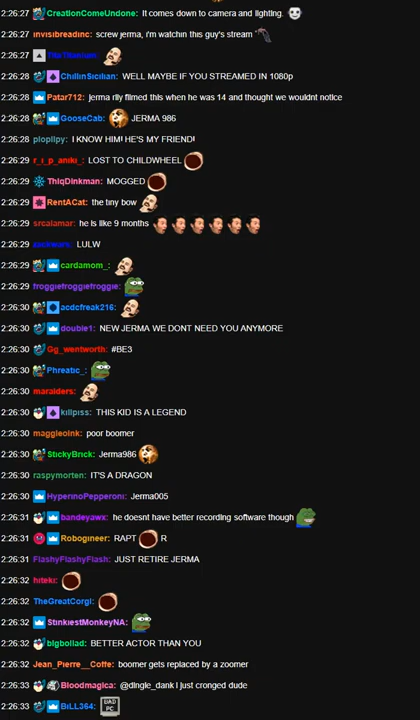 2:26:27 CreationComeUndone: It comes down to camera and lighting.
2:26:27 invisibreadinc: screw jerma, i'm watchin this guy's stream
2:26:27
2:26:28 ChillinSicilian: WELL MAYBE IF YOU STREAMED IN 1080p
2:26:28 Patar712: jerma rlly filmed this when he was 14 and thought we wouldnt notice
2:26:28 GooseCab: JERMA 986
2:26:28 ploplipy: I KNOW HIM! HE'S MY FRIEND!
2:26:29 r_i_p_aniki_: LOST TO CHILDWHEEL
2:26:29 ThiqDinkman: MOGGED
2:26:29 RentACat: the tiny bow
2:26:29 srcalamar: he is like 9 months
2:26:29 LULW
2:26:29 cardamom_:
2:26:29 froggiefroggiefroggie:
2:26:30 acdcfreak216:
2:26:30 double1: NEW JERMA WE DONT NEED YOU ANYMORE
2:26:30 Gg_wentworth: #BE3
2:26:30 Phreatic_:
2:26:30 maraiders:
2:26:30 killpiss: THIS KID IS A LEGEND
2:26:30 maggieoink: poor boomer
2:26:30 StickyBrick: Jerma986
2:26:30 raspymorten: IT'S A DRAGON
2:26:30 HyperinoPepperoni: Jerma005
2:26:31 bandeyawx: he doesnt have better recording software though
2:26:31 Robogineer: RAPT R
2:26:31 FlashyFlashyFlash: JUST RETIRE JERMA
2:26:32 hiteki:
2:26:32 TheGreatCorgi:
2:26:32 StinkiestMonkeyNA:
2:26:32 bigbollad: BETTER ACTOR THAN YOU
2:26:32 Jean_Pierre__Coffe: boomer gets replaced by a zoomer
2:26:33 Bloodmagica: @dingle_dank I just cronged dude
2:26:33 BiLL364: DAD PC